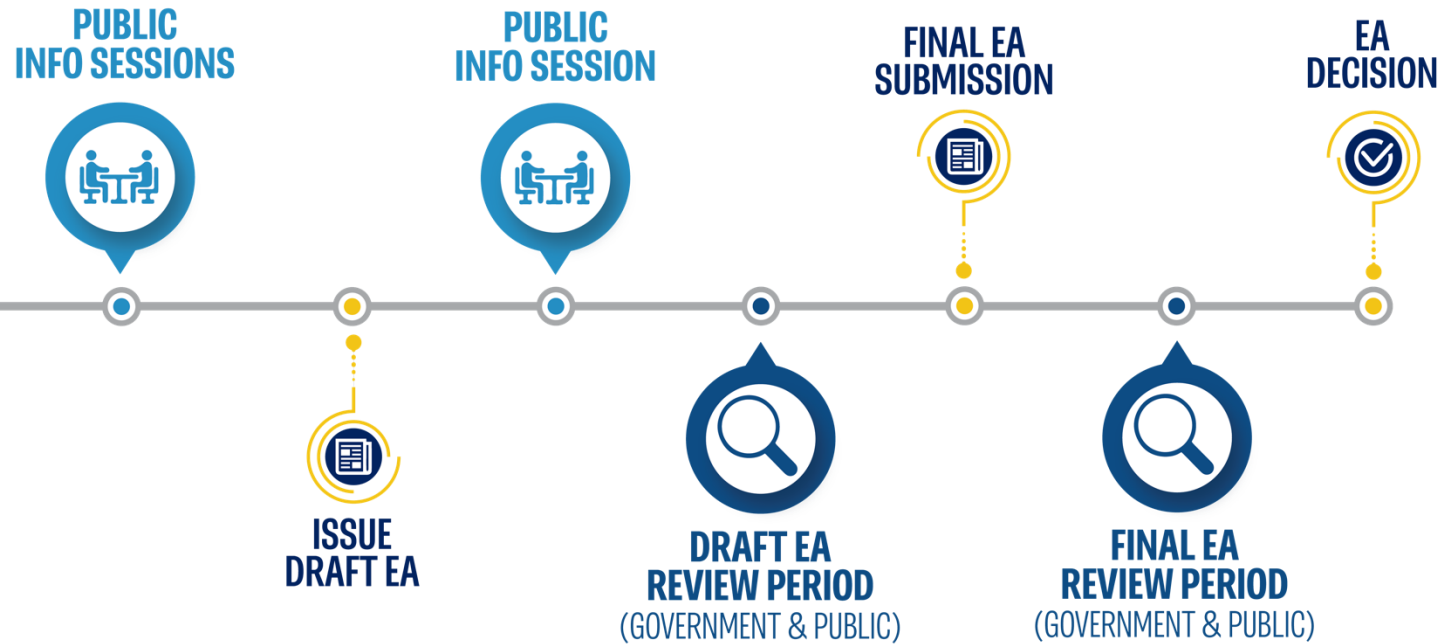 PUBLIC
INFO SESSIONS
ISSUE
DRAFT EA
PUBLIC
INFO SESSION
DRAFT EA
REVIEW PERIOD
(GOVERNMENT & PUBLIC)
FINAL EA
SUBMISSION
FINAL EA
REVIEW PERIOD
(GOVERNMENT & PUBLIC)
EA
DECISION